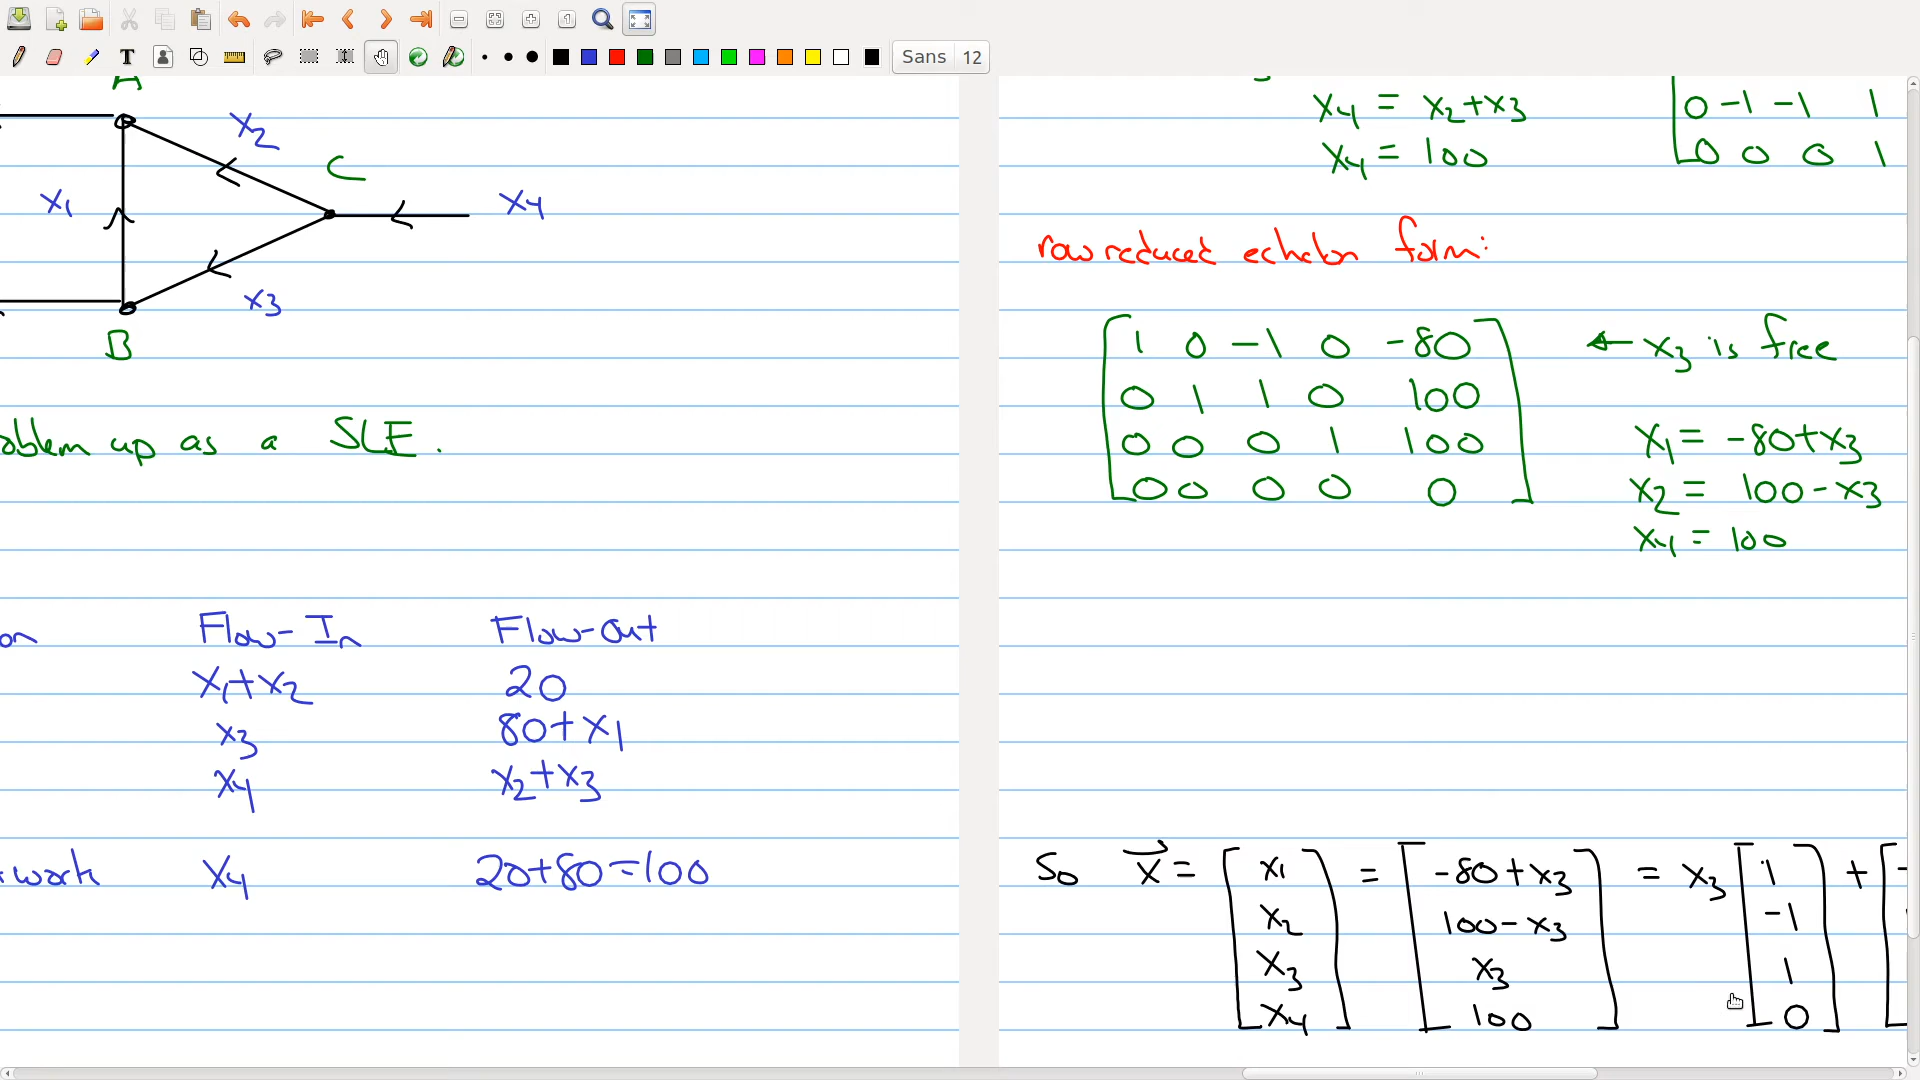 Sans 12
A
x2
C
x1
x4
x3
B
oblem up as a SLE.
on Flow-In Flow-Out
x1+x2 20
x3 80+x1
x4 x2+x3
work x4 20+80=100
x4 = x2+x3
x4 = 100
0 -1 -1 1
0 0 0 1
row reduced echelon form:
1 0 -1 0 -80
0 1 1 0 100
0 0 0 1 100
0 0 0 0 0
← x3 is free
x1 = -80+x3
x2 = 100-x3
x4 = 100
So x = [x1 = [-80+x3 = x3 [1 +
x2 100-x3 -1
x3 x3 1
x4 100 0